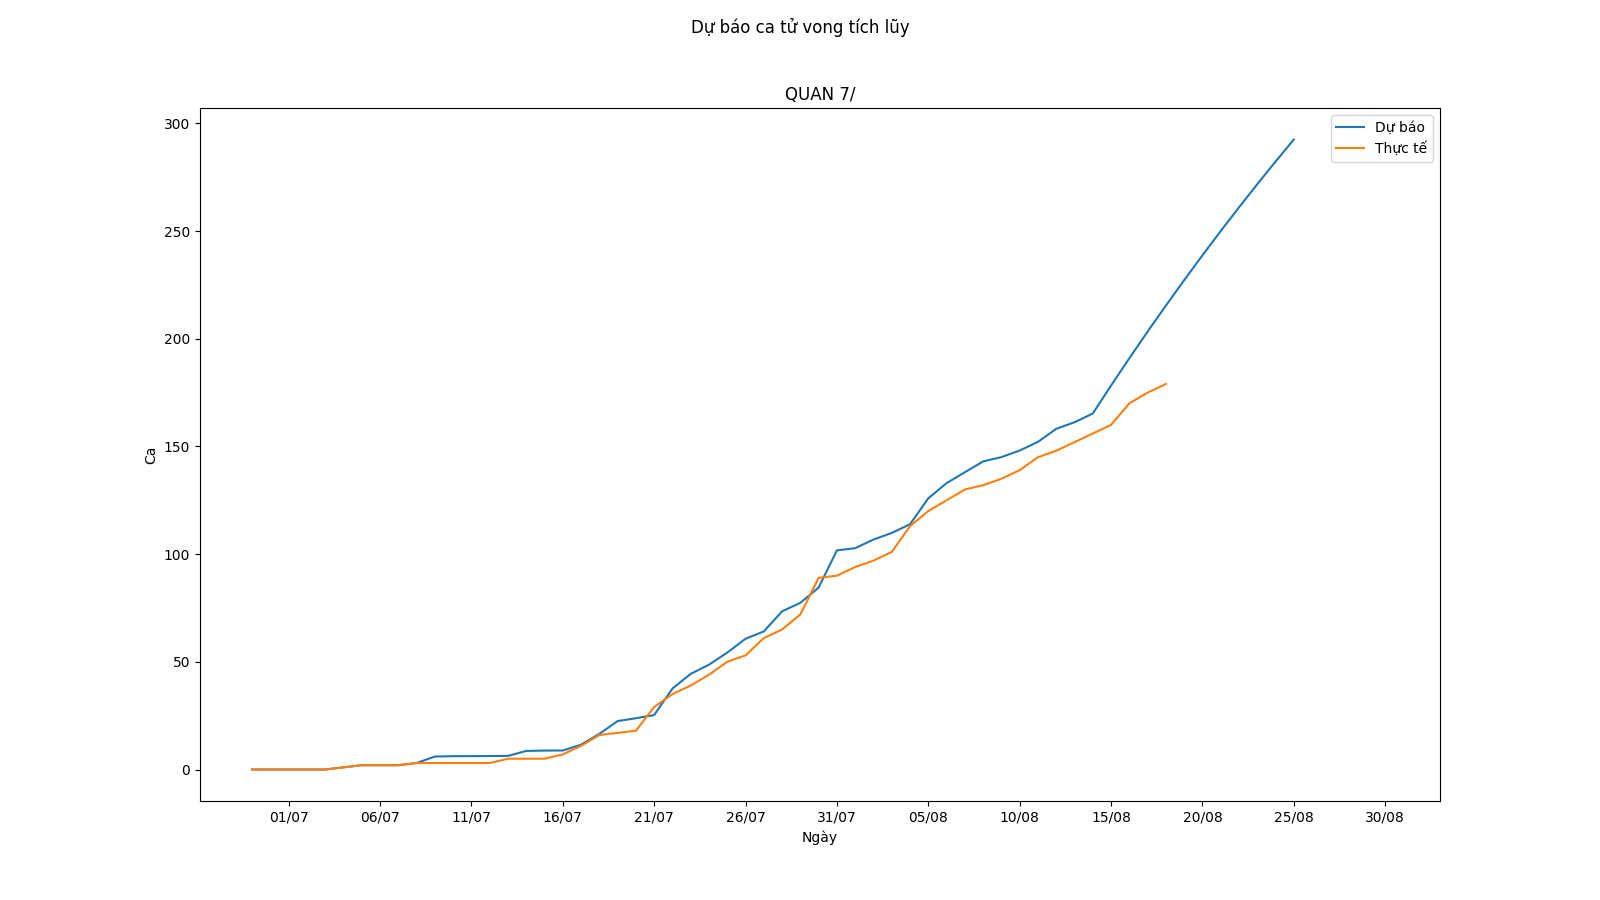 Dự báo ca tử vong tích lũy
QUAN 7/
Dự báo
Thực tế
300
250
200
150
100
50
0
Ca
01/07 06/07 11/07 16/07 21/07 26/07 31/07 05/08 10/08 15/08 20/08 25/08 30/08
Ngày